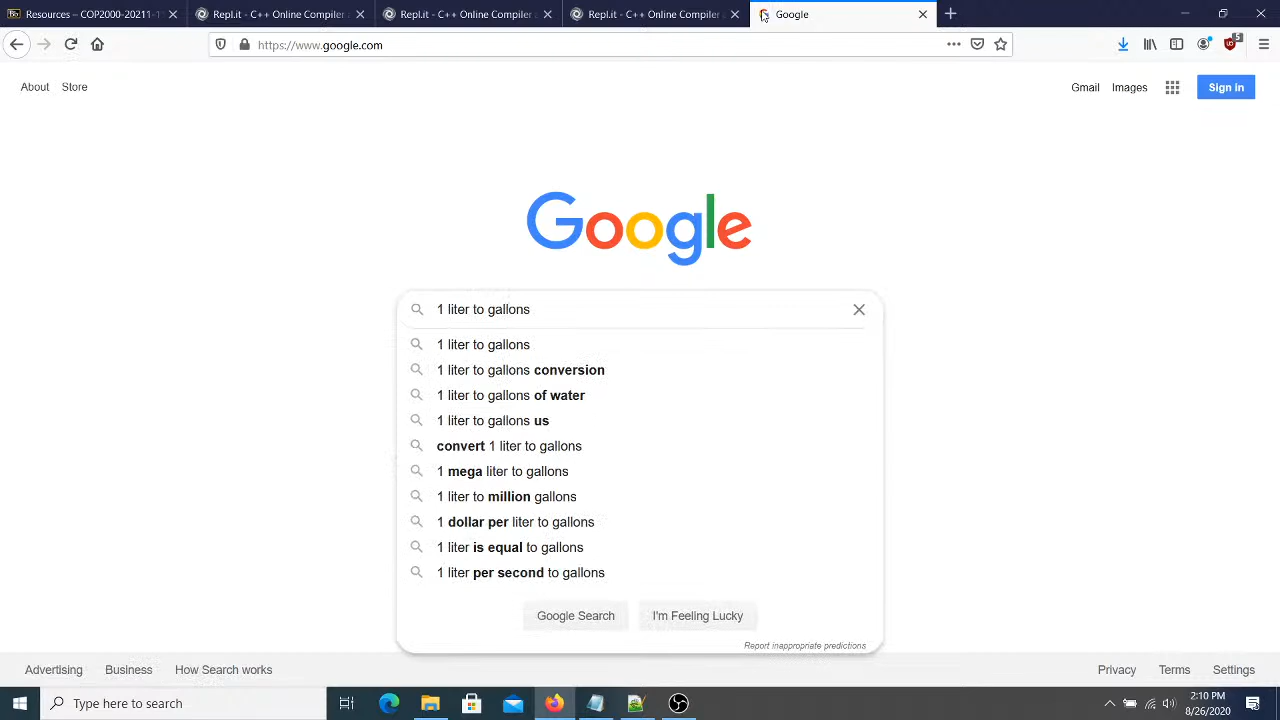 Resources – COP2000-20211-11
Repl.it - C++ Online Compiler
Repl.it - C++ Online Compiler
Repl.it - C++ Online Compiler
Google
https://www.google.com
5
About Store
Gmail Images Sign in
Google
1 liter to gallons
1 liter to gallons
1 liter to gallons conversion
1 liter to gallons of water
1 liter to gallons us
convert 1 liter to gallons
1 mega liter to gallons
1 liter to million gallons
1 dollar per liter to gallons
1 liter is equal to gallons
1 liter per second to gallons
Google Search I'm Feeling Lucky
Report inappropriate predictions
Advertising Business How Search works
Privacy Terms Settings
Type here to search
2:10 PM
8/26/2020